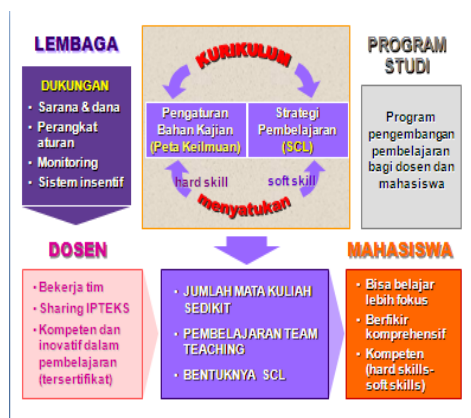 LEMBAGA
DUKUNGAN
• Sarana & dana
• Perangkat
aturan
• Monitoring
• Sistem insentif
KURIKULUM
Pengaturan
Bahan Kajian
(Peta Keilmuan)
Strategi
Pembelajaran
(SCL)
hard skill
soft skill
menyatukan
PROGRAM
STUDI
Program
pengembangan
pembelajaran
bagi dosen dan
mahasiswa
DOSEN
• Bekerja tim
• Sharing IPTEKS
• Kompeten dan
inovatif dalam
pembelajaran
(tersertifikat)
• JUMLAH MATA KULIAH
SEDIKIT
• PEMBELAJARAN TEAM
TEACHING
• BENTUKNYA SCL
MAHASISWA
• Bisa belajar
lebih fokus
• Berfikir
komprehensif
• Kompeten
(hard skills-
soft skills)